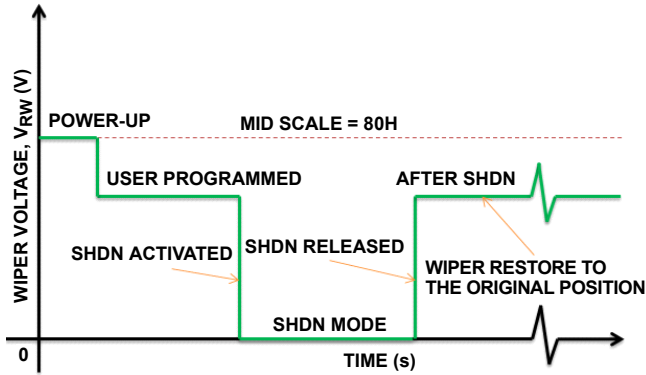 WIPER VOLTAGE, VRW (V)
POWER-UP
MID SCALE = 80H
USER PROGRAMMED
AFTER SHDN
SHDN ACTIVATED
SHDN RELEASED
WIPER RESTORE TO
THE ORIGINAL POSITION
SHDN MODE
0
TIME (s)